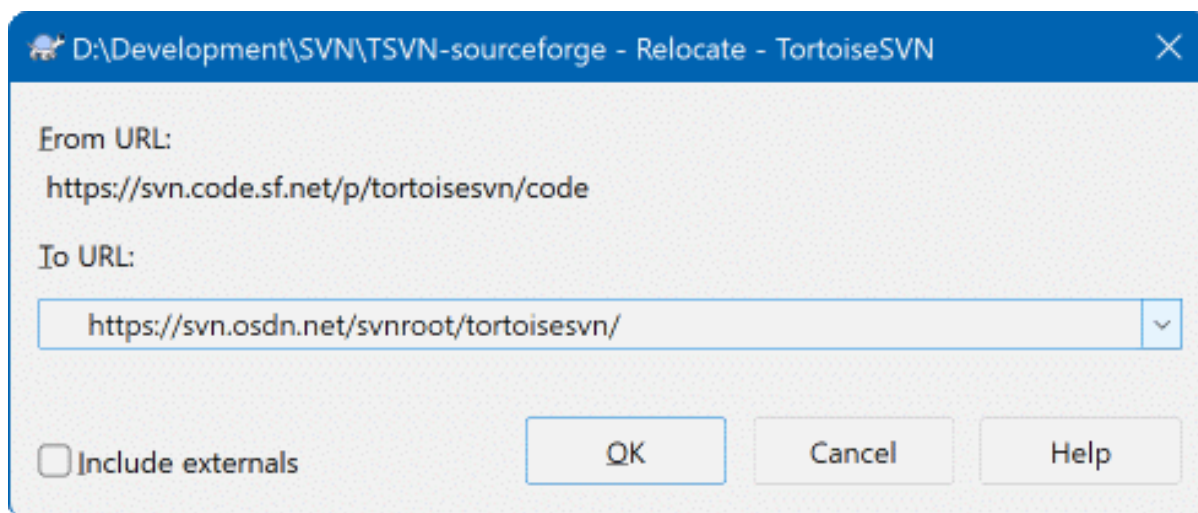 D:\Development\SVN\TSVN-sourceforge - Relocate - TortoiseSVN
From URL:
https://svn.code.sf.net/p/tortoisesvn/code
To URL:
https://svn.osdn.net/svnroot/tortoisesvn/
Include externals OK Cancel Help